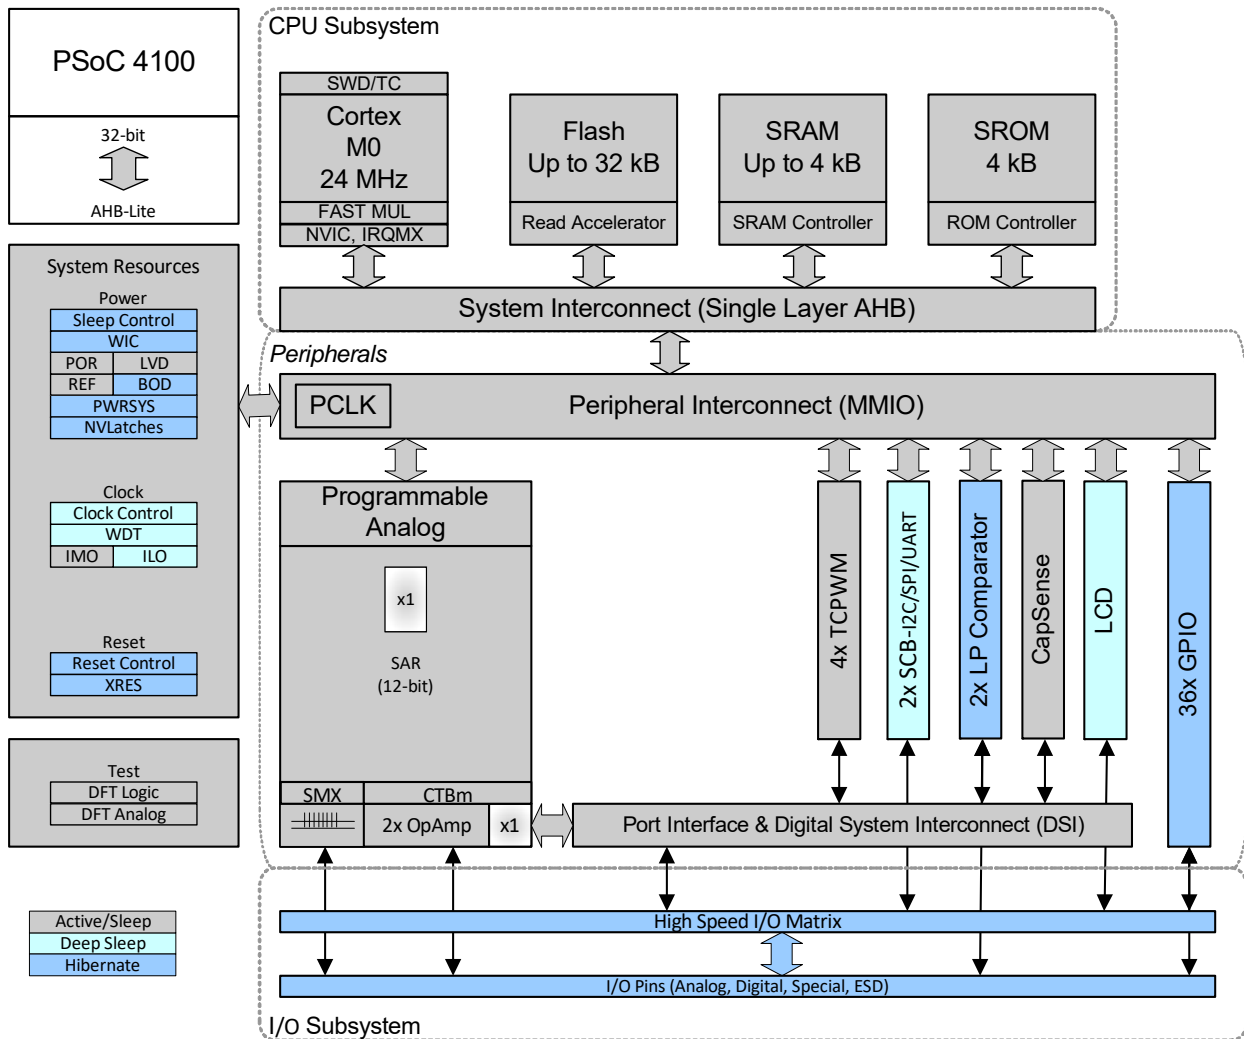 PSoC 4100
32-bit
AHB-Lite
CPU Subsystem
SWD/TC
Cortex
M0
24 MHz
FAST MUL
NVIC, IRQMX
Flash
Up to 32 kB
Read Accelerator
SRAM
Up to 4 kB
SRAM Controller
SROM
4 kB
ROM Controller
System Interconnect (Single Layer AHB)
System Resources
Power
Sleep Control
WIC
POR LVD
REF BOD
PWRSYS
NVLatches
Clock
Clock Control
WDT
IMO ILO
Reset
Reset Control
XRES
Test
DFT Logic
DFT Analog
Peripherals
PCLK
Peripheral Interconnect (MMIO)
Programmable
Analog
x1
SAR
(12-bit)
SMX
CTBm
2x OpAmp
x1
4x TCPWM
2x SCB-I2C/SPI/UART
2x LP Comparator
CapSense
LCD
36x GPIO
Port Interface & Digital System Interconnect (DSI)
High Speed I/O Matrix
I/O Pins (Analog, Digital, Special, ESD)
I/O Subsystem
Active/Sleep
Deep Sleep
Hibernate